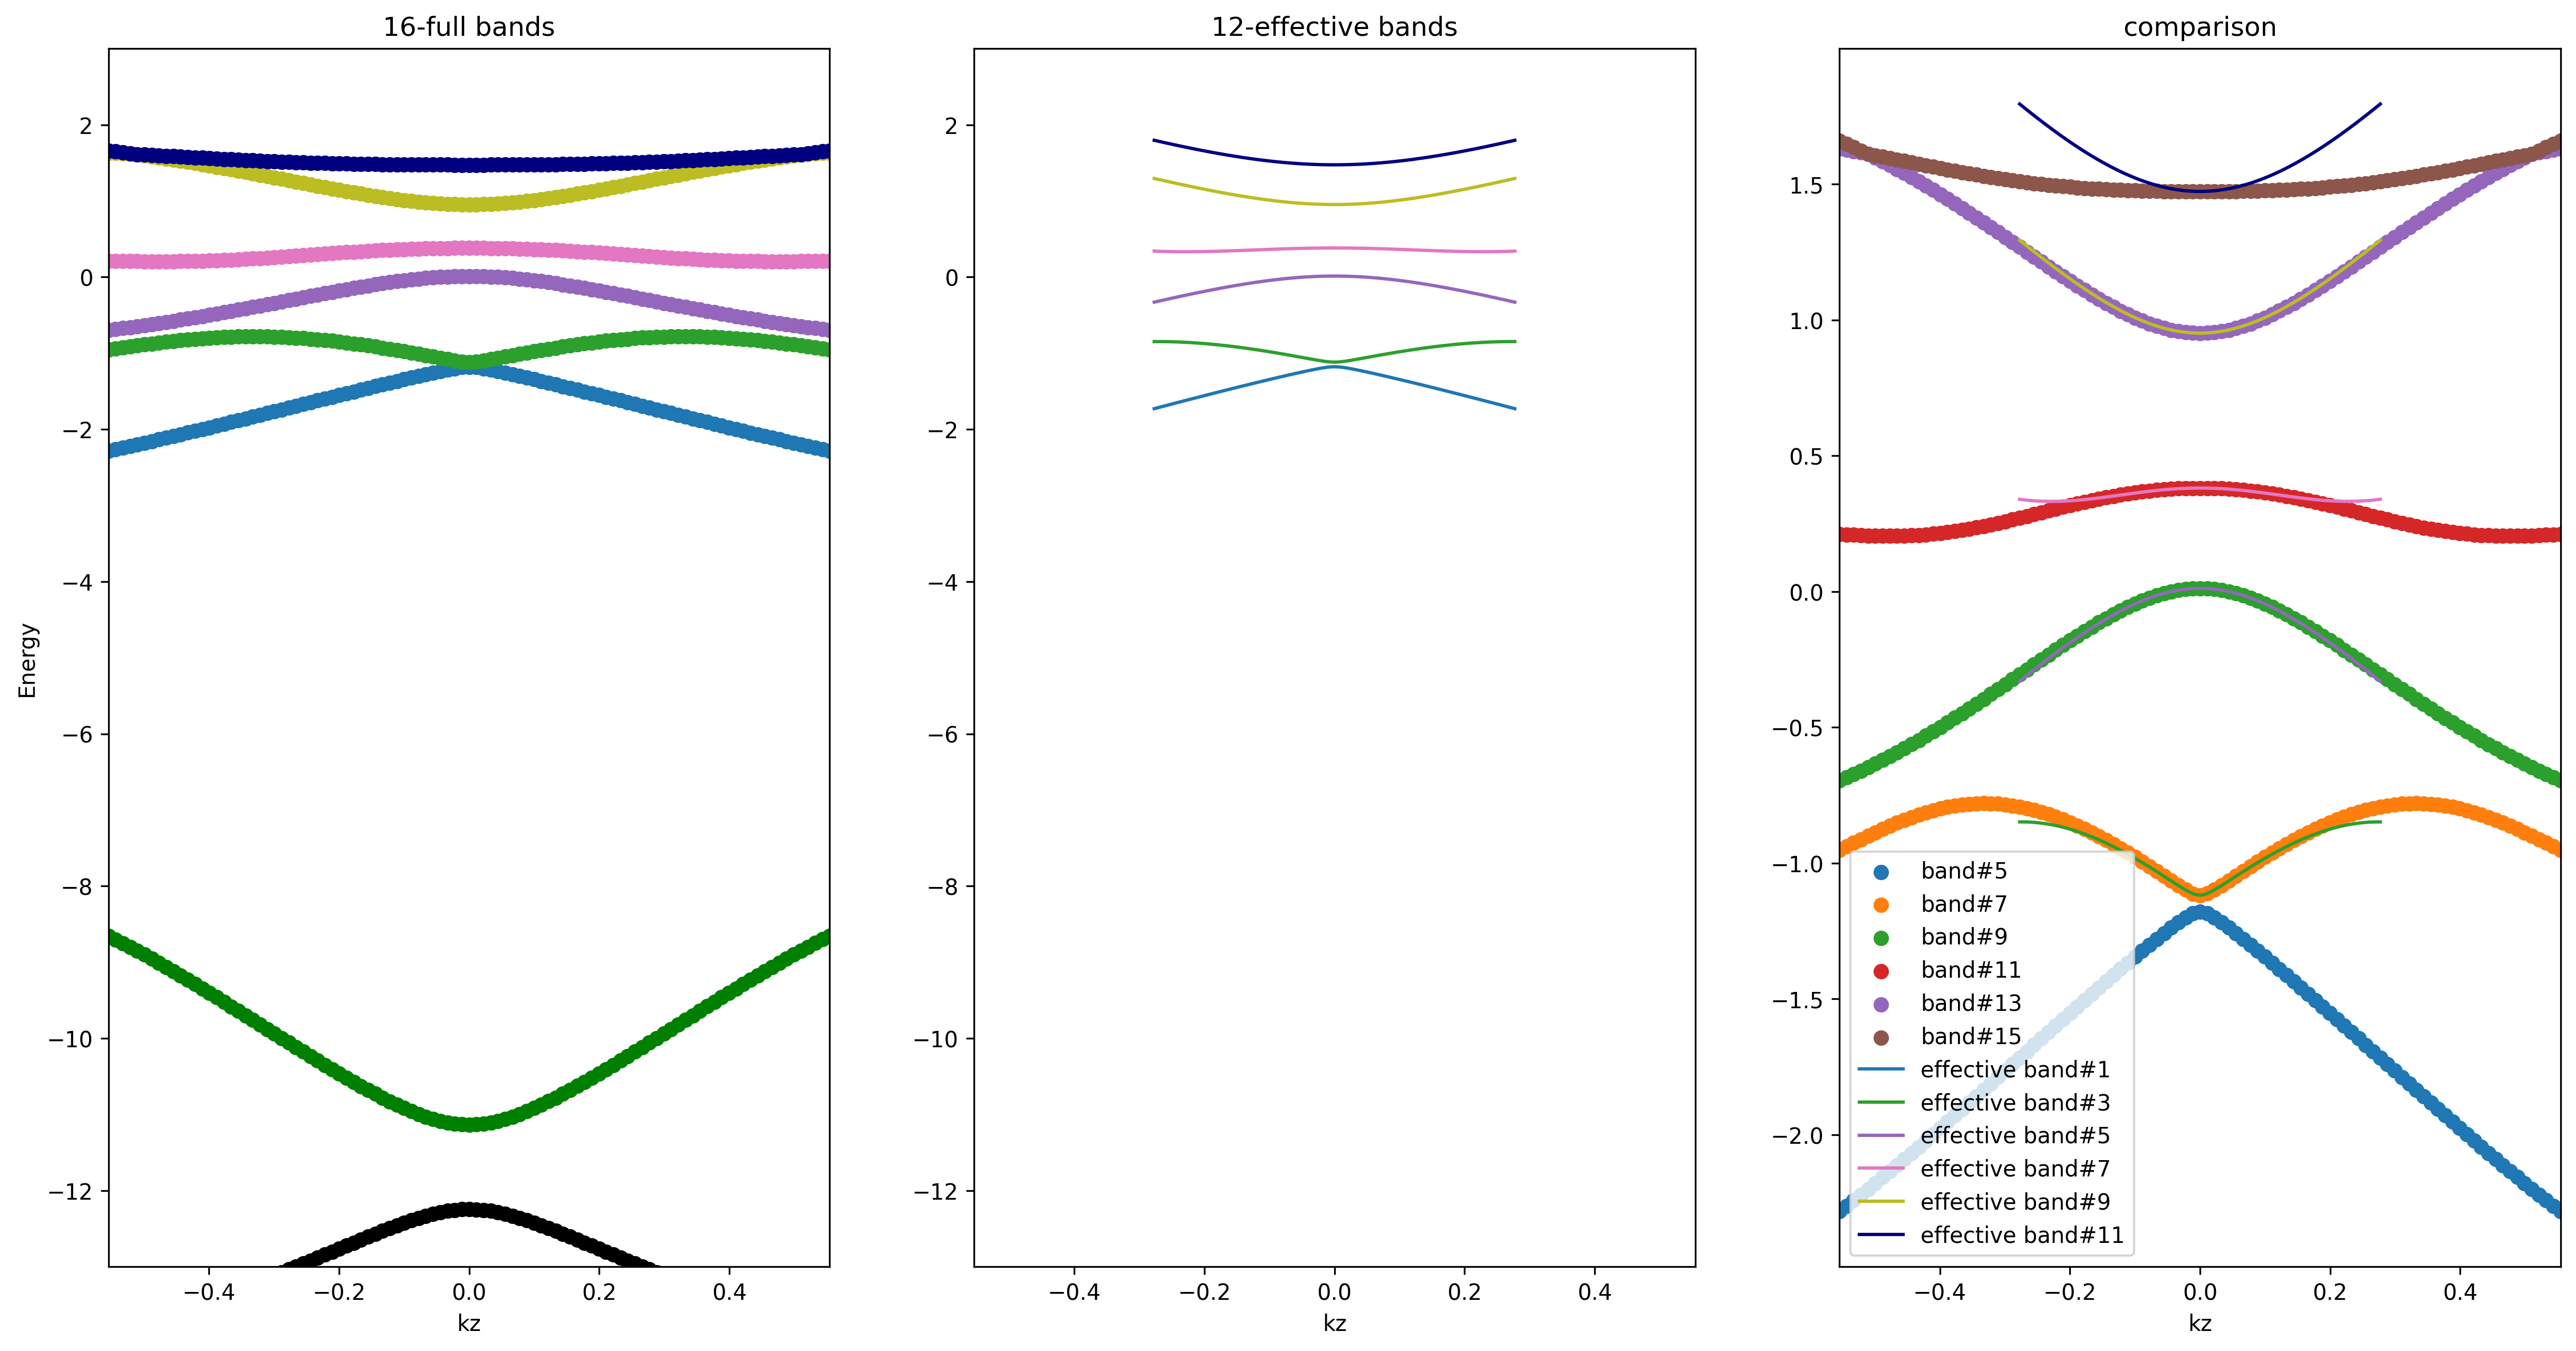 16-full bands
12-effective bands
comparison
Energy
2
0
−2
−4
−6
−8
−10
−12
−0.4
−0.2
0.0
0.2
0.4
kz
2
0
−2
−4
−6
−8
−10
−12
−0.4
−0.2
0.0
0.2
0.4
kz
1.5
1.0
0.5
0.0
−0.5
−1.0
−1.5
−2.0
band#5
band#7
band#9
band#11
band#13
band#15
effective band#1
effective band#3
effective band#5
effective band#7
effective band#9
effective band#11
−0.4
−0.2
0.0
0.2
0.4
kz